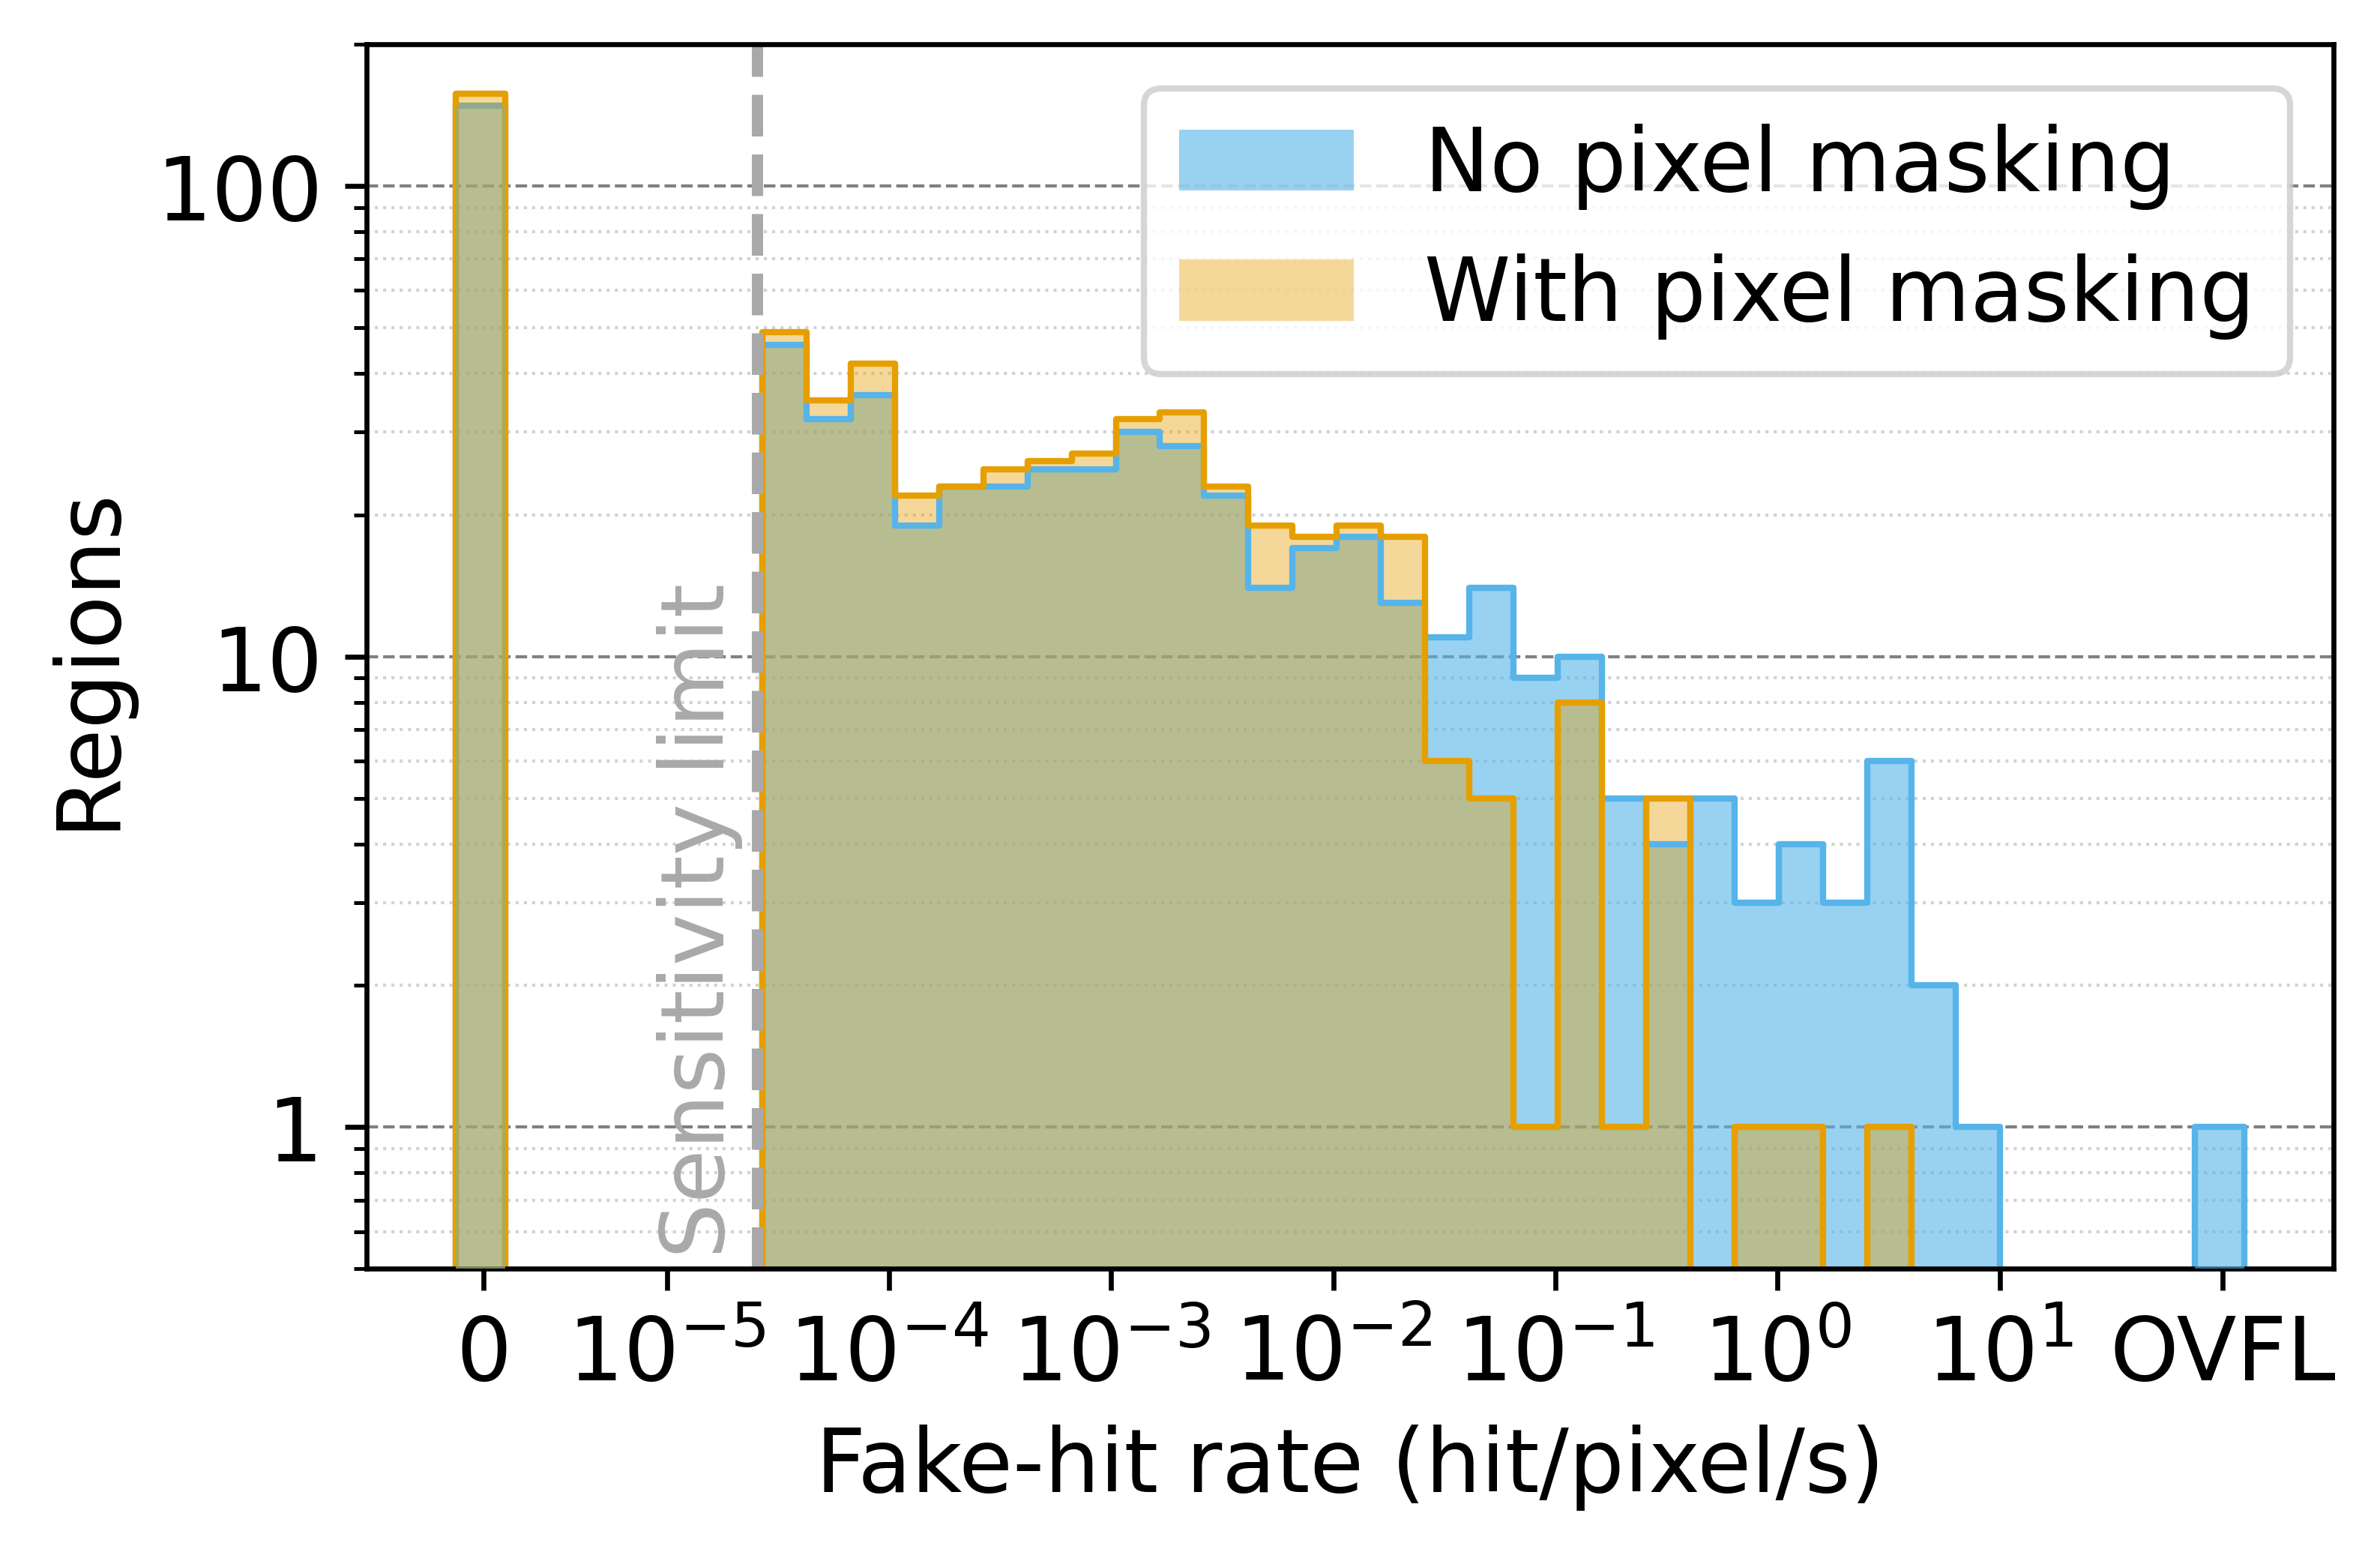 No pixel masking
With pixel masking
100
10
1
Regions
Sensitivity limit
0 10⁻⁵ 10⁻⁴ 10⁻³ 10⁻² 10⁻¹ 10⁰ 10¹ OVFL
Fake-hit rate (hit/pixel/s)